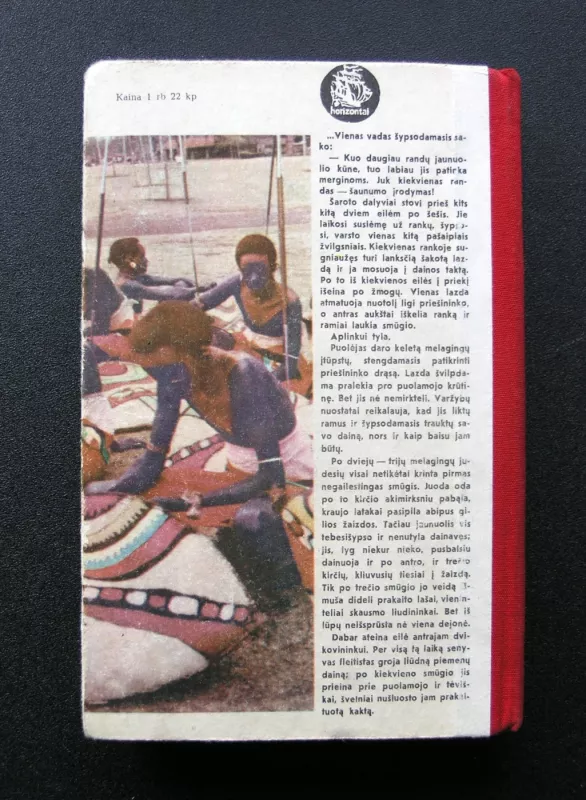 Kaina 1 rb 22 kp
horizontai
...Vienas vadas šypsodamasis sa-
ko:
— Kuo daugiau randų jaunuo-
lio kūne, tuo labiau jis patinka
merginoms. Juk kiekvienas ran-
das — šaunumo įrodymas!
Šaroto dalyviai stovi prieš kits
kitą dviem eilėm po šešis. Jie
laikosi susiėmę už rankų, šypso-
si, varsto vienas kitą pašaipiais
žvilgsniais. Kiekvienas rankoje su-
gniaužęs turi lanksčią šakotą laz-
dą ir ja mosuoja į dainos taktą.
Po to iš kiekvienos eilės į priekį
išeina po žmogų. Vienas lazda
atmatuoja nuotolį ligi priešininko,
o antras aukštai iškelia ranką ir
ramiai laukia smūgio.
Aplinkui tyla.
Puolėjas daro keletą melagingų
įtūpstų, stengdamasis patikrinti
priešininko drąsą. Lazda švilpda-
ma pralekia pro puolamojo krūti-
nę. Bet jis nė nemirkteli. Varžybų
nuostatai reikalauja, kad jis liktų
ramus ir šypsodamasis trauktų sa-
vo dainą, nors ir kaip baisu jam
būtų.
Po dviejų — trijų melagingų ju-
desių visai netikėtai krinta pirmas
negailestingas smūgis. Juoda oda
po to kirčio akimirksniu pabąla,
kraujo latakai pasipila abipus gi-
lios žaizdos. Tačiau jaunuolis vis
tebesišypso ir nenutyla dainavęs;
jis, lyg niekur nieko, pusbalsiu
dainuoja ir po antro, ir trečio
kirčių, kliuvusių tiesiai į žaizdą.
Tik po trečio smūgio jo veidą iš-
muša dideli prakaito lašai, vienin-
teliai skausmo liudininkai. Bet iš
lūpų neišsprūsta nė viena dejonė.
Dabar ateina eilė antrajam dvi-
kovininkui. Per visą tą laiką seny-
vas fleitistas groja liūdną piemenų
dainą; po kiekvieno smūgio jis
prieina prie puolamojo ir tėviš-
kai, švelniai nušluosto jam prakai-
tuotą kaktą.